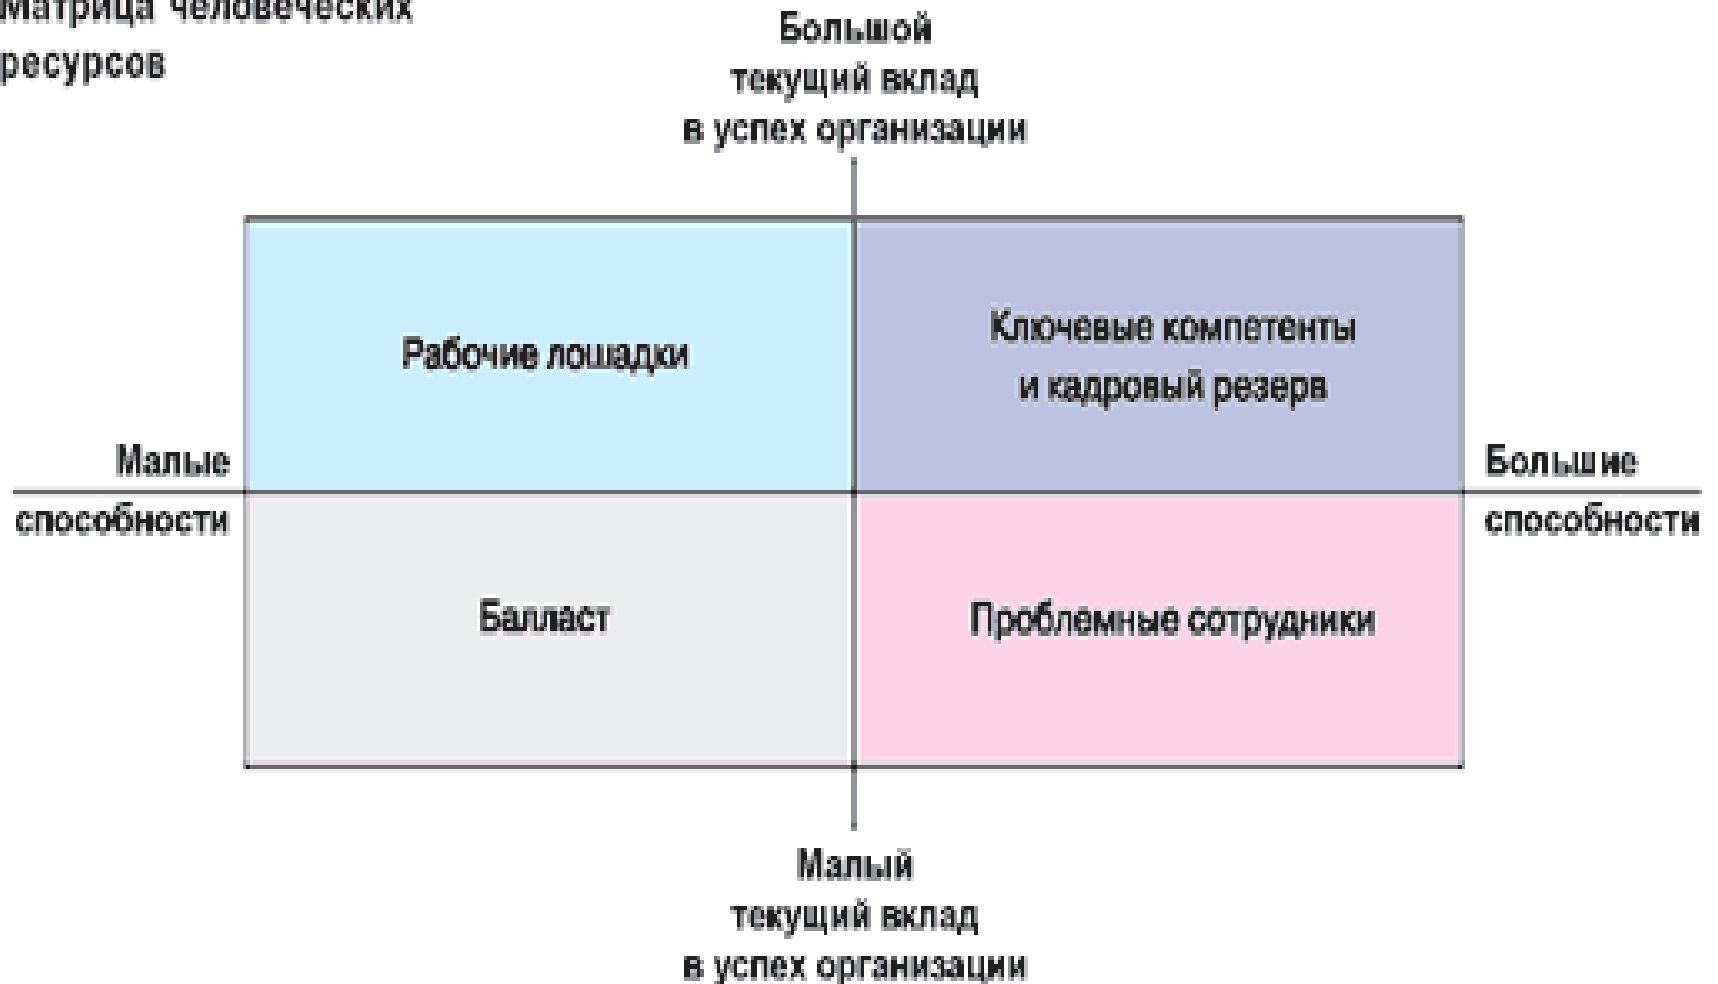 Матрица человеческих
ресурсов
Большой
текущий вклад
в успех организации
Рабочие лошадки
Ключевые компетенты
и кадровый резерв
Малые
способности
Большие
способности
Балласт
Проблемные сотрудники
Малый
текущий вклад
в успех организации